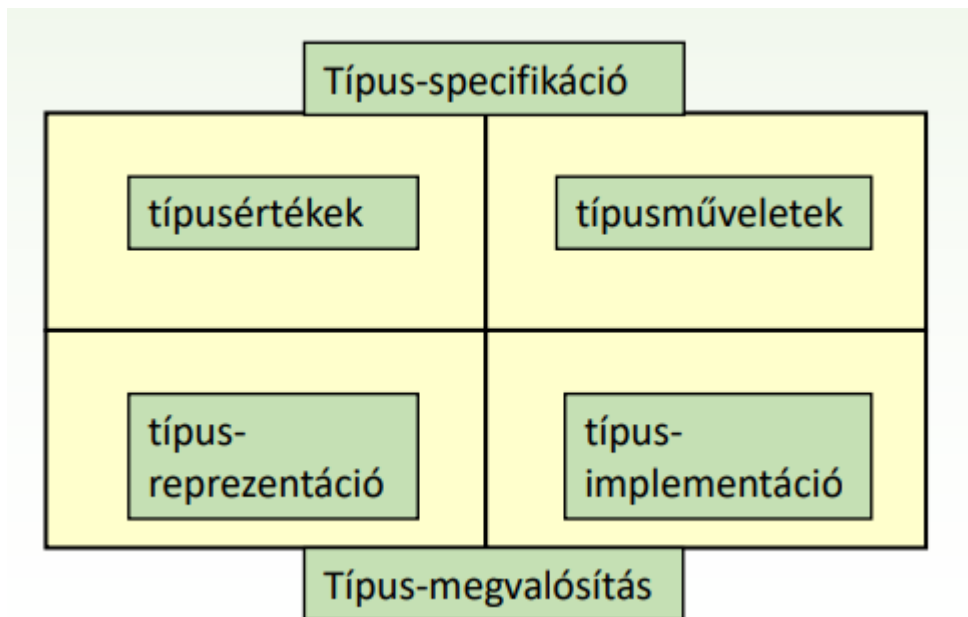 Típus-specifikáció
típusértékek
típusműveletek
típus-
reprezentáció
típus-
implementáció
Típus-megvalósítás